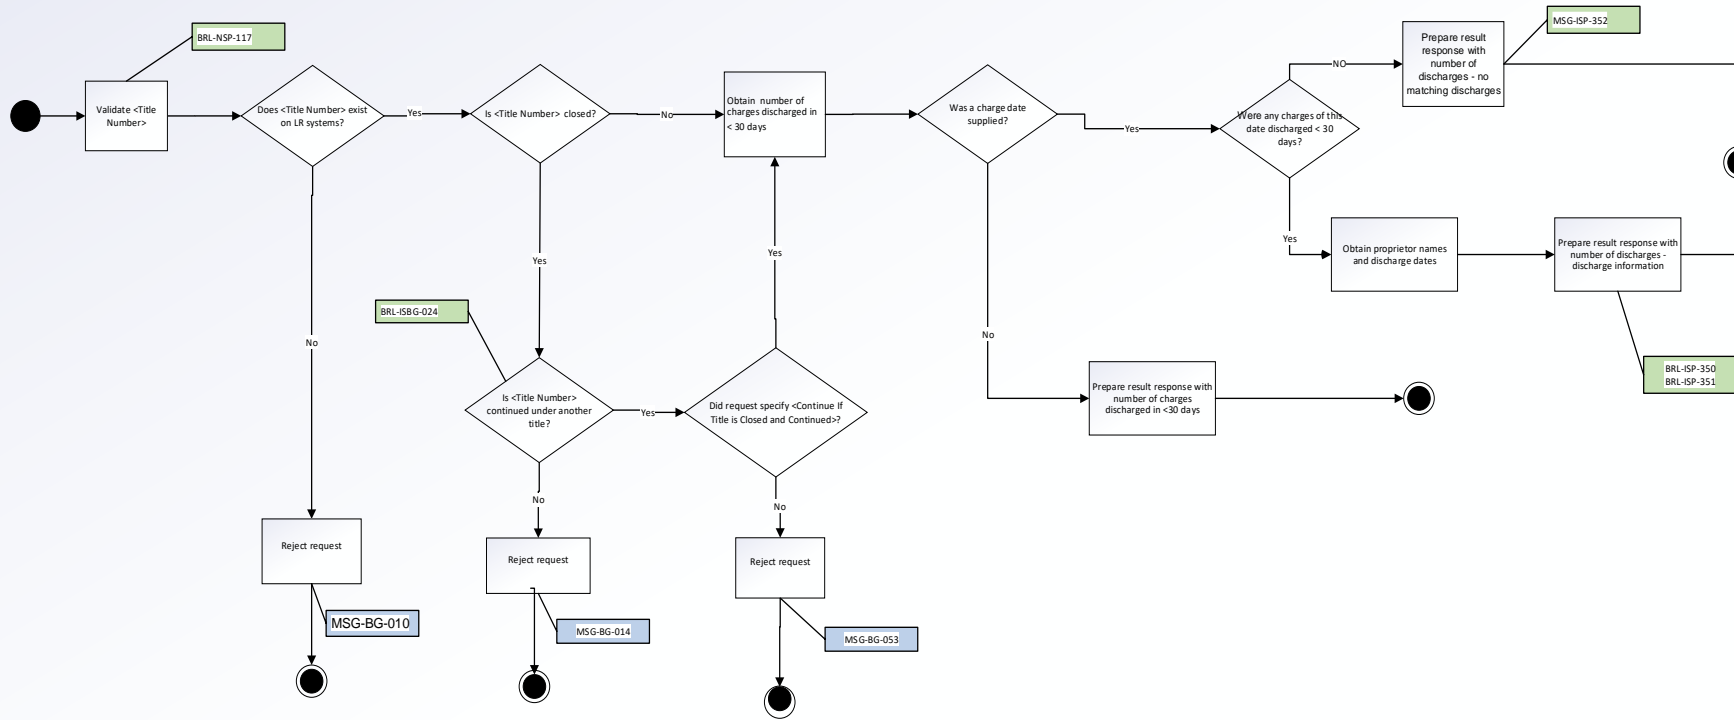 BRL-NSP-117
Validate <Title
Number>
Does <Title Number> exist
on LR systems?
Yes
Is <Title Number> closed?
No
Obtain  number of
charges discharged in
< 30 days
Was a charge date
supplied?
Yes
Were any charges of this
date discharged < 30
days?
NO
Prepare result
response with
number of
discharges - no
matching discharges
MSG-ISP-352
Yes
Obtain proprietor names
and discharge dates
Prepare result response with
number of discharges -
discharge information
BRL-ISP-350
BRL-ISP-351
No
Prepare result response with
number of charges
discharged in <30 days
Yes
BRL-ISBG-024
Is <Title Number>
continued under another
title?
Yes
Did request specify <Continue If
Title is Closed and Continued>?
Yes
No
Reject request
MSG-BG-010
No
Reject request
MSG-BG-014
No
Reject request
MSG-BG-053